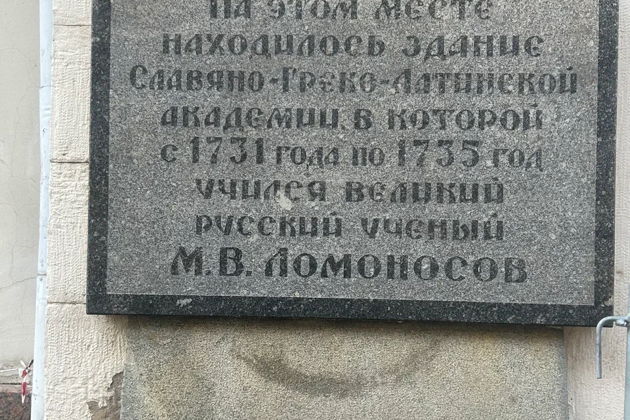 НА ЭТОМ МЕСТЕ
НАХОДИЛОСЬ ЗДАНИЕ
СЛАВЯНО-ГРЕКО-ЛАТИНСКОЙ
АКАДЕМИИ, В КОТОРОЙ
С 1731 ГОДА ПО 1735 ГОД
УЧИЛСЯ ВЕЛИКИЙ
РУССКИЙ УЧЕНЫЙ
М.В. ЛОМОНОСОВ